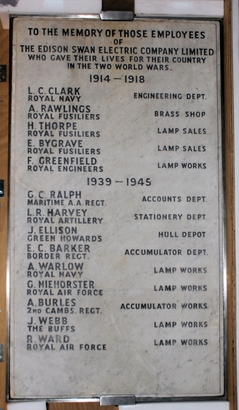 TO THE MEMORY OF THOSE EMPLOYEES
OF
THE EDISON SWAN ELECTRIC COMPANY LIMITED
WHO GAVE THEIR LIVES FOR THEIR COUNTRY
IN THE TWO WORLD WARS.
1914 — 1918
L. C. CLARK
ROYAL NAVY ENGINEERING DEPT.
A. RAWLINGS
ROYAL FUSILIERS BRASS SHOP
H. THORPE
ROYAL FUSILIERS LAMP SALES
E. BYGRAVE
ROYAL FUSILIERS LAMP SALES
F. GREENFIELD
ROYAL ENGINEERS LAMP WORKS
1939 — 1945
G. C. RALPH
MARITIME A.A. REGT. ACCOUNTS DEPT.
L. R. HARVEY
ROYAL ARTILLERY STATIONERY DEPT.
J. ELLISON
GREEN HOWARDS HULL DEPOT
E. C. BARKER
BORDER REGT. ACCUMULATOR DEPT.
A. WARLOW
ROYAL NAVY LAMP WORKS
G. MIEHORSTER
ROYAL AIR FORCE LAMP WORKS
A. BURLES
2ND CAMBS. REGT. ACCUMULATOR WORKS
J. WEBB
THE BUFFS LAMP WORKS
R. WARD
ROYAL AIR FORCE LAMP WORKS